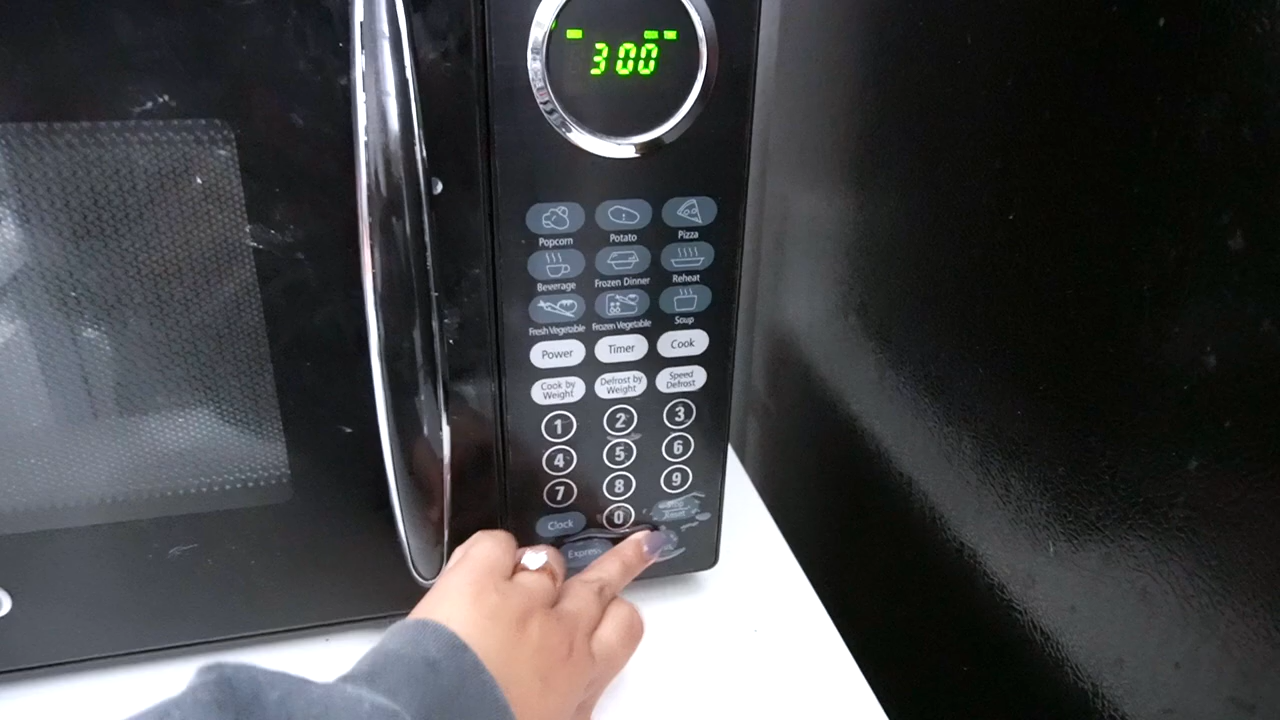 300
Popcorn Potato Pizza
Beverage Frozen Dinner Reheat
Fresh Vegetable Frozen Vegetable Soup
Power Timer Cook
Cook by Weight Defrost by Weight Speed Defrost
1 2 3
4 5 6
7 8 9
Clock 0
Express